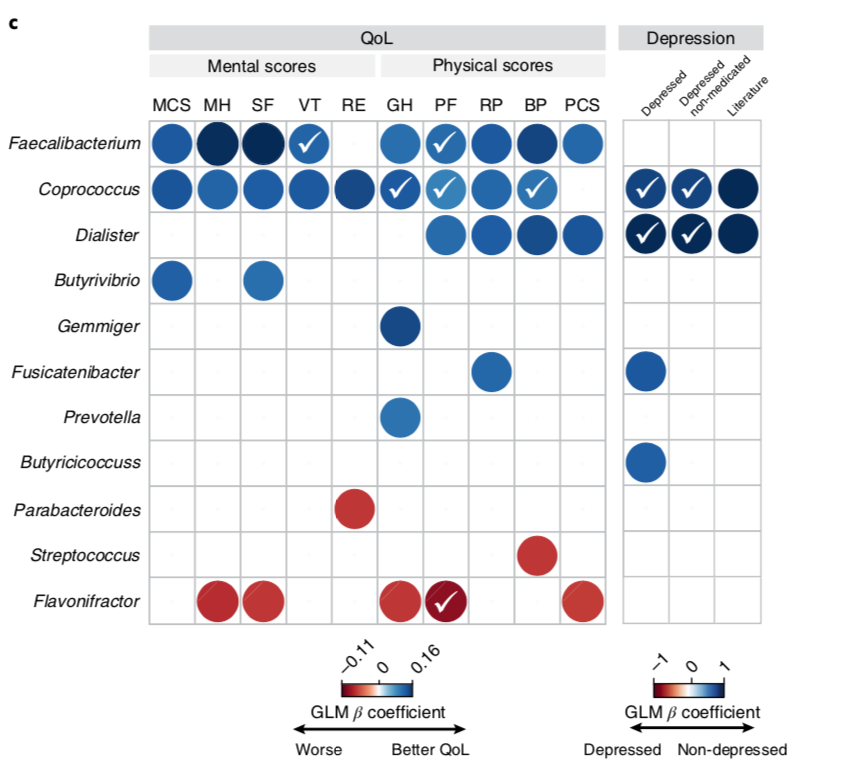 c
QoL Depression
Mental scores Physical scores
Depressed
Depressed
non-medicated
Literature
MCS MH SF VT RE GH PF RP BP PCS
Faecalibacterium
Coprococcus
Dialister
Butyrivibrio
Gemmiger
Fusicatenibacter
Prevotella
Butyricicoccuss
Parabacteroides
Streptococcus
Flavonifractor
−0.11 0 0.16 −1 0 1
GLM β coefficient GLM β coefficient
Worse Better QoL Depressed Non-depressed